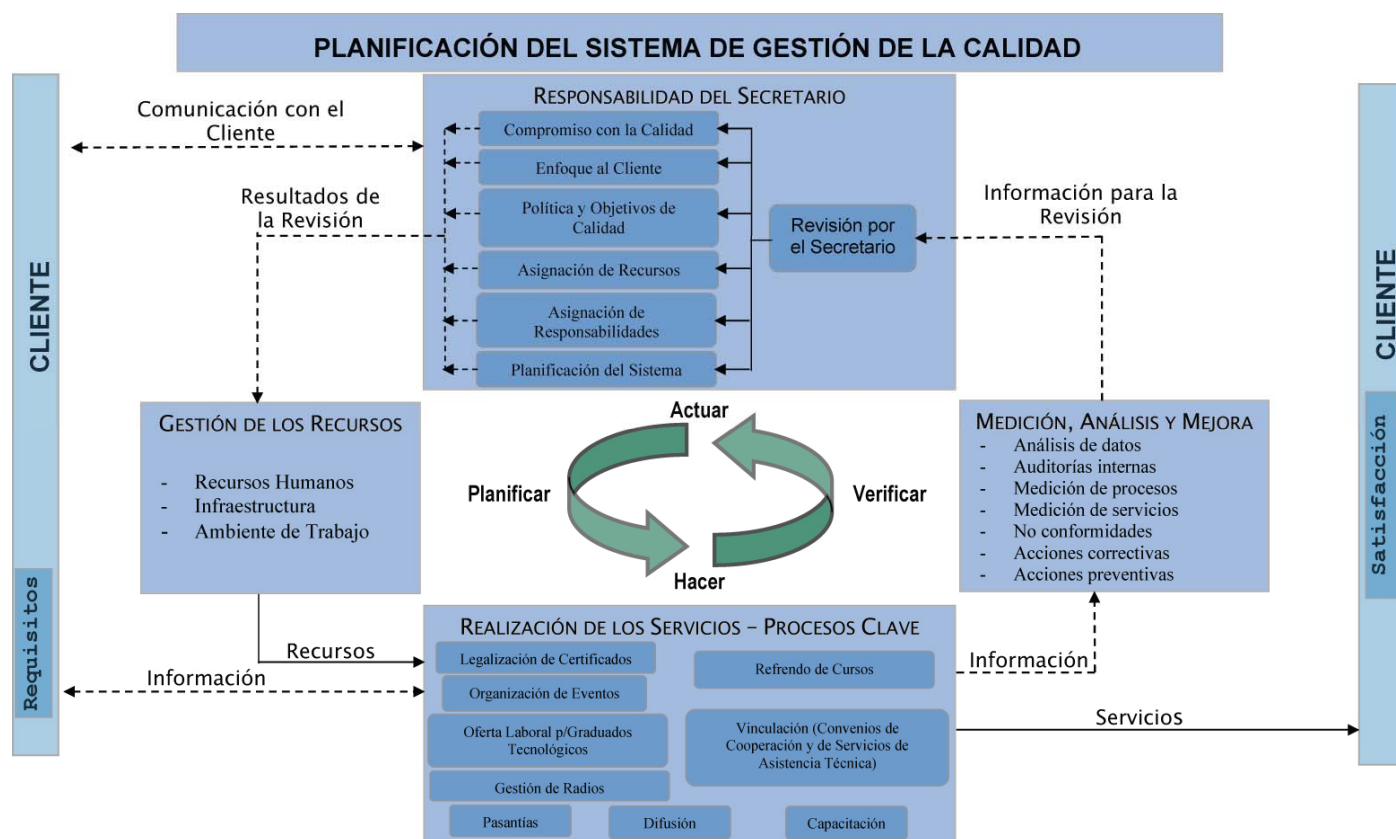 PLANIFICACIÓN DEL SISTEMA DE GESTIÓN DE LA CALIDAD
CLIENTE
Requisitos
Comunicación con el
Cliente
Resultados de
la Revisión
RESPONSABILIDAD DEL SECRETARIO
Compromiso con la Calidad
Enfoque al Cliente
Política y Objetivos de
Calidad
Asignación de Recursos
Asignación de
Responsabilidades
Planificación del Sistema
Revisión por
el Secretario
Información para la
Revisión
CLIENTE
Satisfacción
GESTIÓN DE LOS RECURSOS
- Recursos Humanos
- Infraestructura
- Ambiente de Trabajo
Actuar
Planificar
Verificar
Hacer
MEDICIÓN, ANÁLISIS Y MEJORA
- Análisis de datos
- Auditorías internas
- Medición de procesos
- Medición de servicios
- No conformidades
- Acciones correctivas
- Acciones preventivas
Recursos
Información
REALIZACIÓN DE LOS SERVICIOS – PROCESOS CLAVE
Legalización de Certificados
Organización de Eventos
Oferta Laboral p/Graduados
Tecnológicos
Gestión de Radios
Refrendo de Cursos
Vinculación (Convenios de
Cooperación y de Servicios de
Asistencia Técnica)
Pasantías
Difusión
Capacitación
Información
Servicios